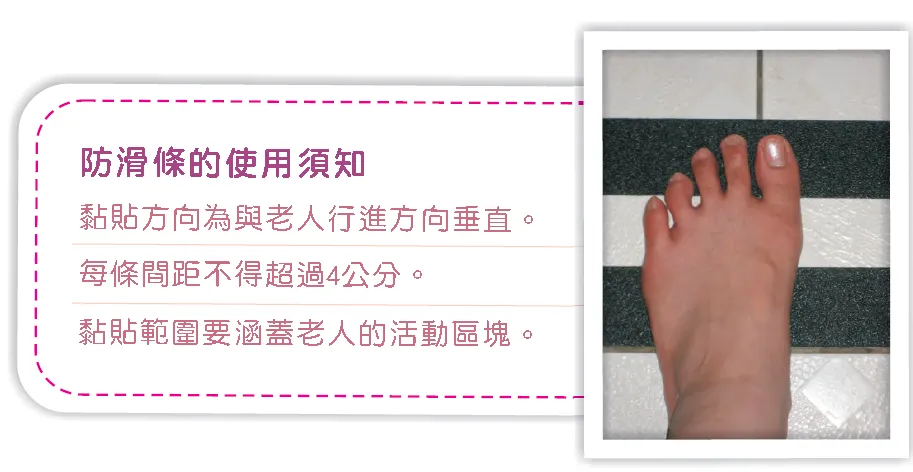 防滑條的使用須知
黏貼方向為與老人行進方向垂直。
每條間距不得超過4公分。
黏貼範圍要涵蓋老人的活動區塊。